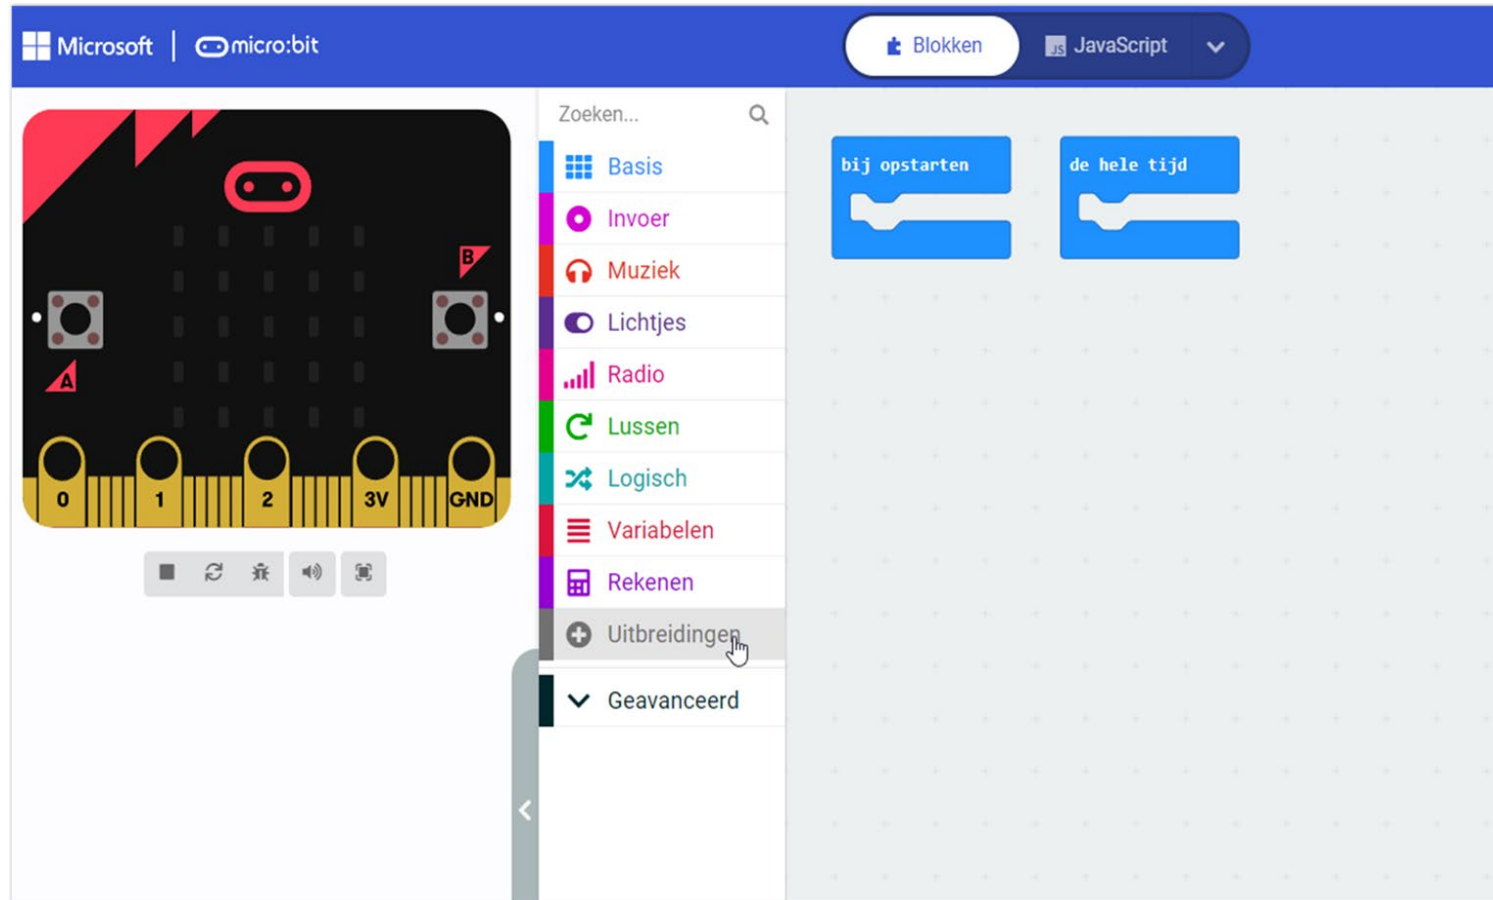 Microsoft
micro:bit
Blokken
JS JavaScript
Zoeken...
Basis
Invoer
Muziek
Lichtjes
Radio
Lussen
Logisch
Variabelen
Rekenen
Uitbreidingen
Geavanceerd
bij opstarten
de hele tijd
B
A
0 1 2 3V GND